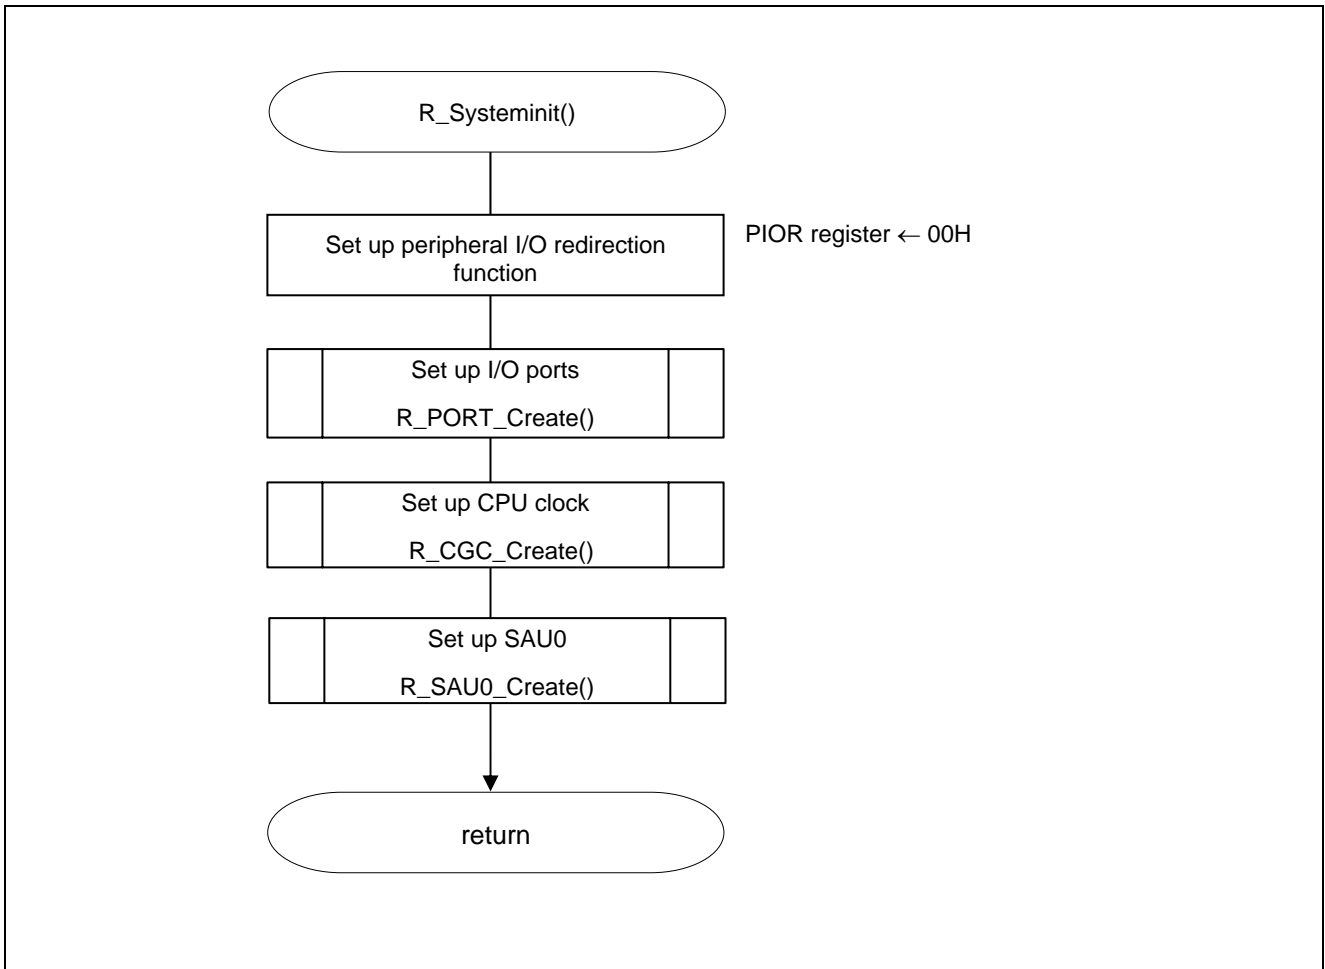 R_Systeminit()
Set up peripheral I/O redirection
function
PIOR register ← 00H
Set up I/O ports
R_PORT_Create()
Set up CPU clock
R_CGC_Create()
Set up SAU0
R_SAU0_Create()
return